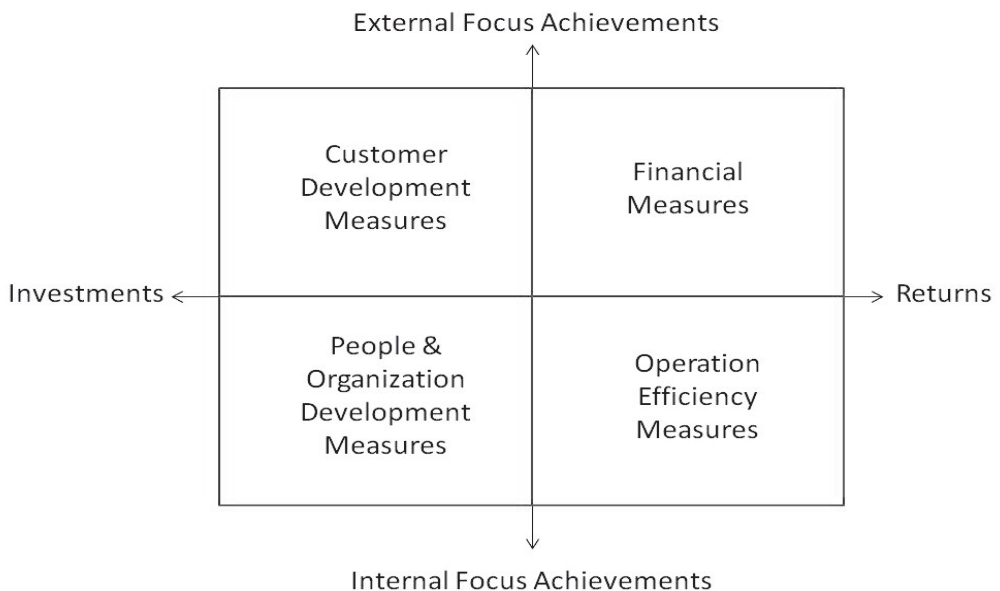 External Focus Achievements
Customer
Development
Measures
Financial
Measures
Investments
Returns
People &
Organization
Development
Measures
Operation
Efficiency
Measures
Internal Focus Achievements